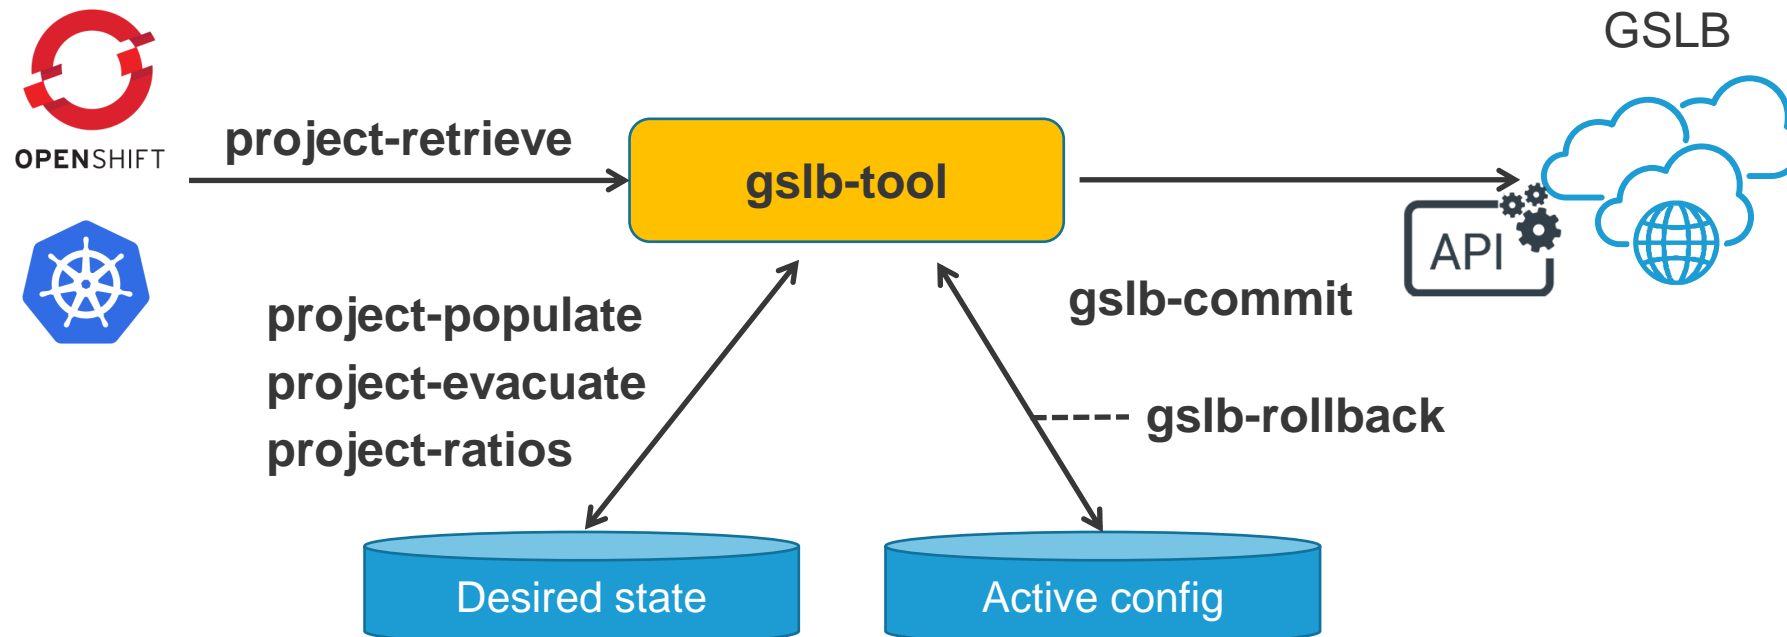 GSLB
OPENSHIFT
project-retrieve
gslb-tool
API
project-populate
project-evacuate
project-ratios
gslb-commit
gslb-rollback
Desired state
Active config